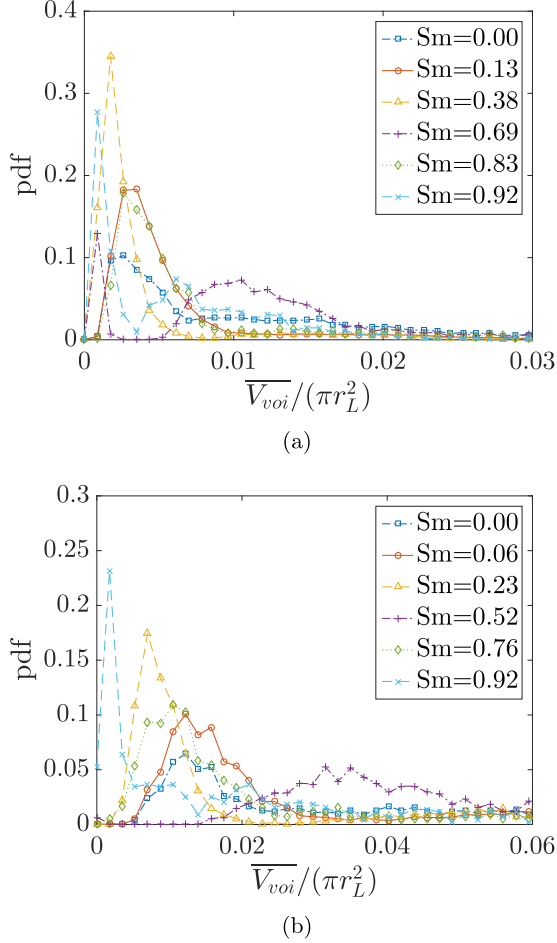 0.4
0.3
0.2
0.1
0
pdf
Sm=0.00
Sm=0.13
Sm=0.38
Sm=0.69
Sm=0.83
Sm=0.92
0 0.01 0.02 0.03
$\overline{V_{voi}}/(\pi r_L^2)$
(a)
0.3
0.25
0.2
0.15
0.1
0.05
0
pdf
Sm=0.00
Sm=0.06
Sm=0.23
Sm=0.52
Sm=0.76
Sm=0.92
0 0.02 0.04 0.06
$\overline{V_{voi}}/(\pi r_L^2)$
(b)